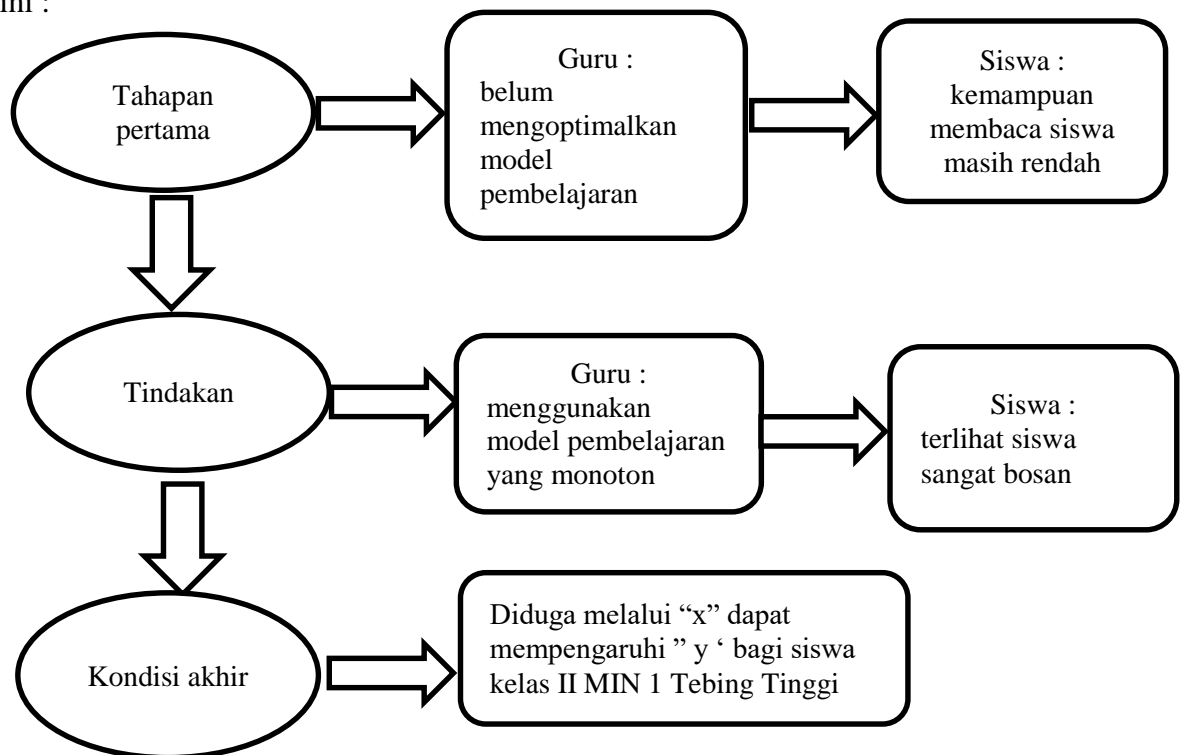 ini :
Tahapan
pertama
Guru :
belum
mengoptimalkan
model
pembelajaran
Siswa :
kemampuan
membaca siswa
masih rendah
Tindakan
Guru :
menggunakan
model pembelajaran
yang monoton
Siswa :
terlihat siswa
sangat bosan
Kondisi akhir
Diduga melalui “x” dapat
mempengaruhi ” y ‘ bagi siswa
kelas II MIN 1 Tebing Tinggi